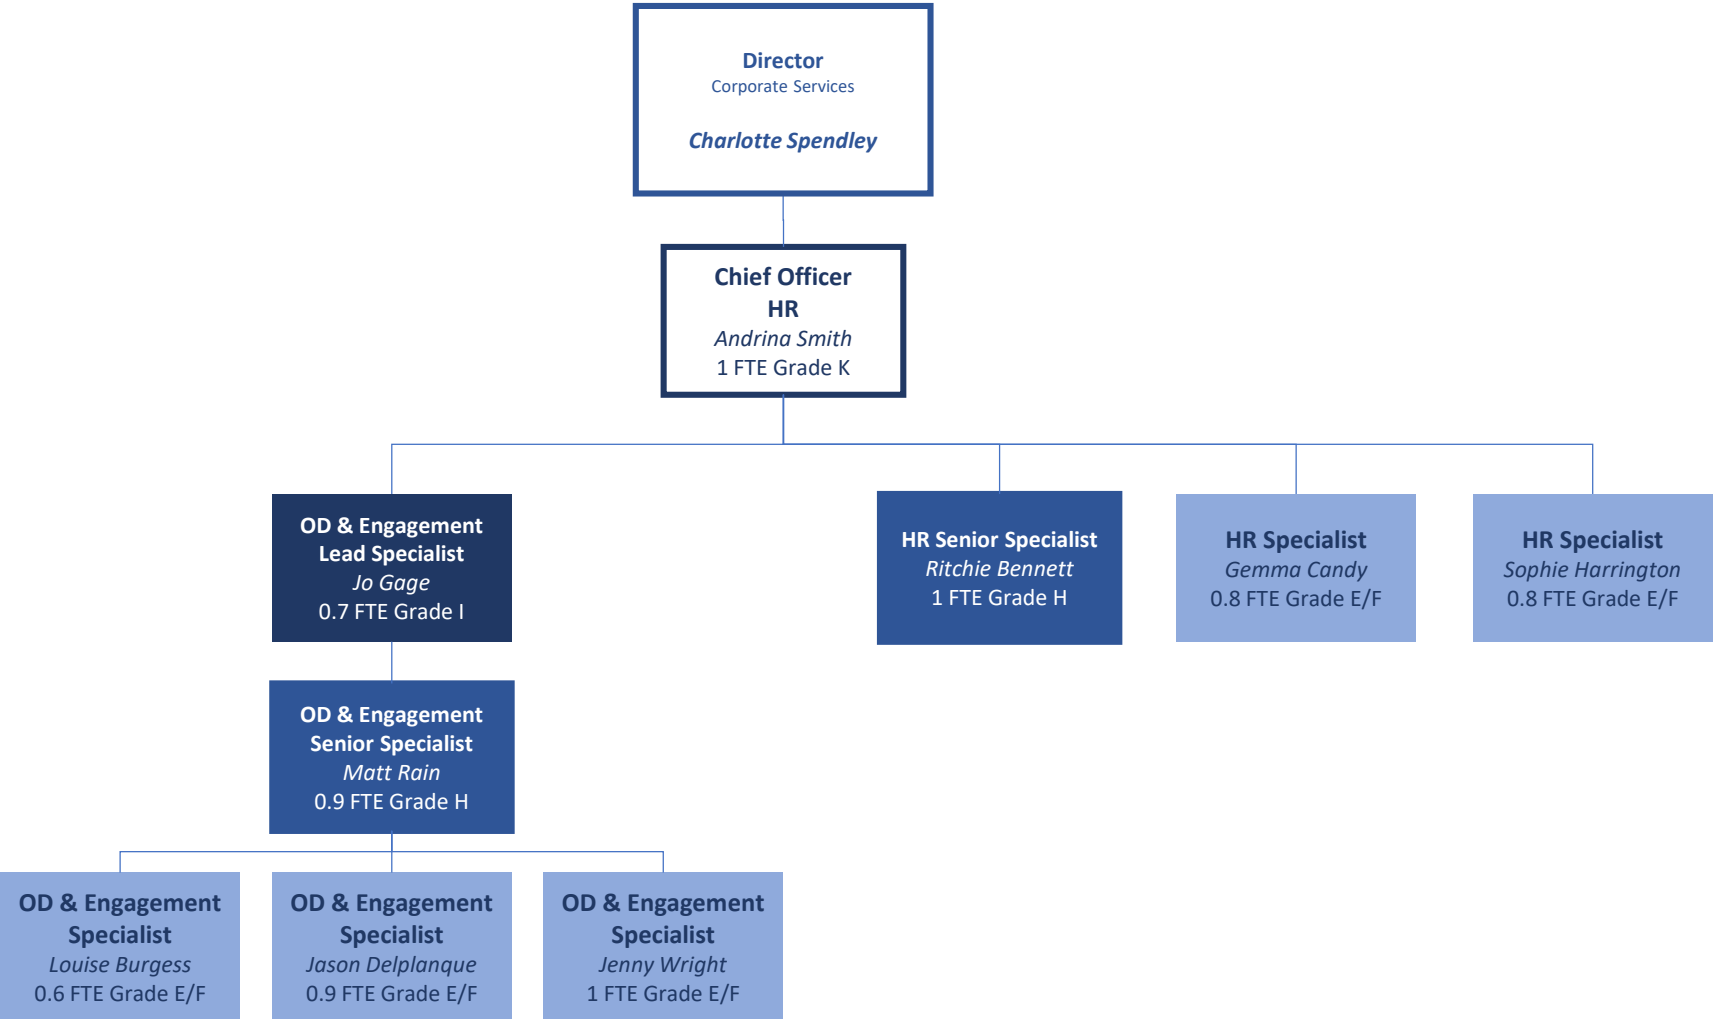 Director
Corporate Services
Charlotte Spendley
Chief Officer
HR
Andrina Smith
1 FTE Grade K
OD & Engagement
Lead Specialist
Jo Gage
0.7 FTE Grade I
HR Senior Specialist
Ritchie Bennett
1 FTE Grade H
HR Specialist
Gemma Candy
0.8 FTE Grade E/F
HR Specialist
Sophie Harrington
0.8 FTE Grade E/F
OD & Engagement
Senior Specialist
Matt Rain
0.9 FTE Grade H
OD & Engagement
Specialist
Louise Burgess
0.6 FTE Grade E/F
OD & Engagement
Specialist
Jason Delplanque
0.9 FTE Grade E/F
OD & Engagement
Specialist
Jenny Wright
1 FTE Grade E/F